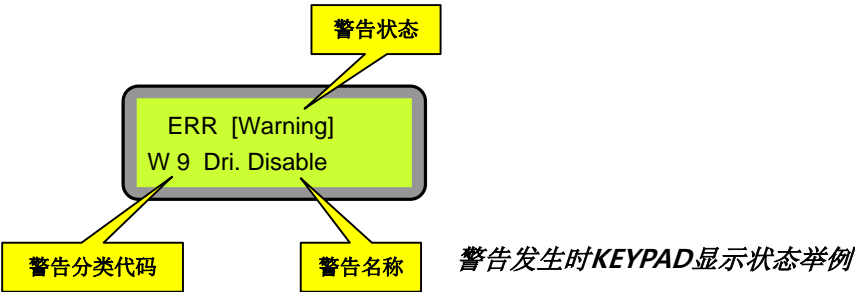 警告状态
ERR [Warning]
W 9 Dri. Disable
警告分类代码
警告名称
警告发生时KEYPAD显示状态举例